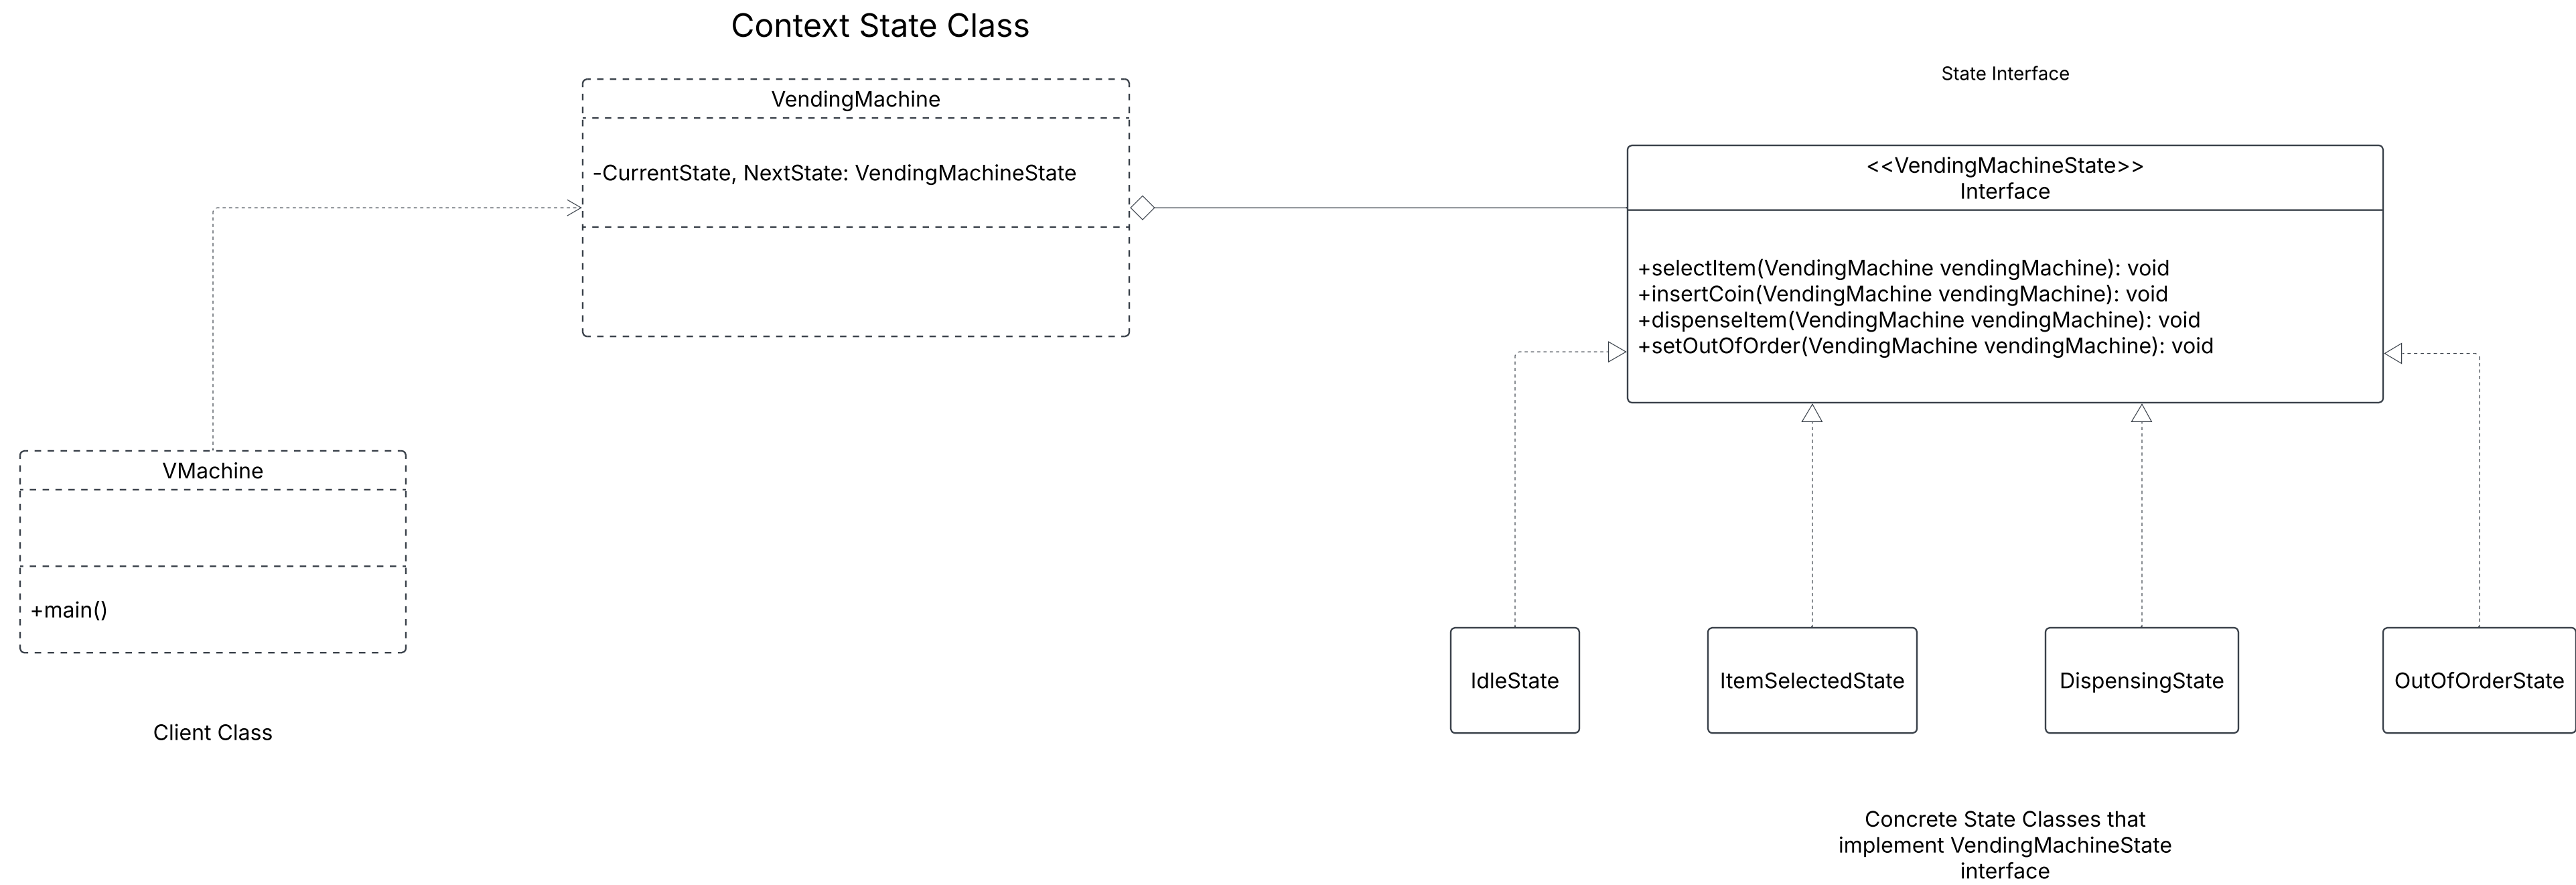 Context State Class
State Interface
VendingMachine
-CurrentState, NextState: VendingMachineState
<<VendingMachineState>>
Interface
+selectItem(VendingMachine vendingMachine): void
+insertCoin(VendingMachine vendingMachine): void
+dispenseItem(VendingMachine vendingMachine): void
+setOutOfOrder(VendingMachine vendingMachine): void
VMachine
+main()
Client Class
IdleState
ItemSelectedState
DispensingState
OutOfOrderState
Concrete State Classes that
implement VendingMachineState
interface